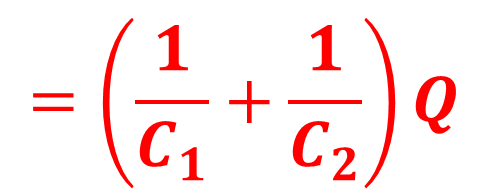 = (1/C₁ + 1/C₂) Q